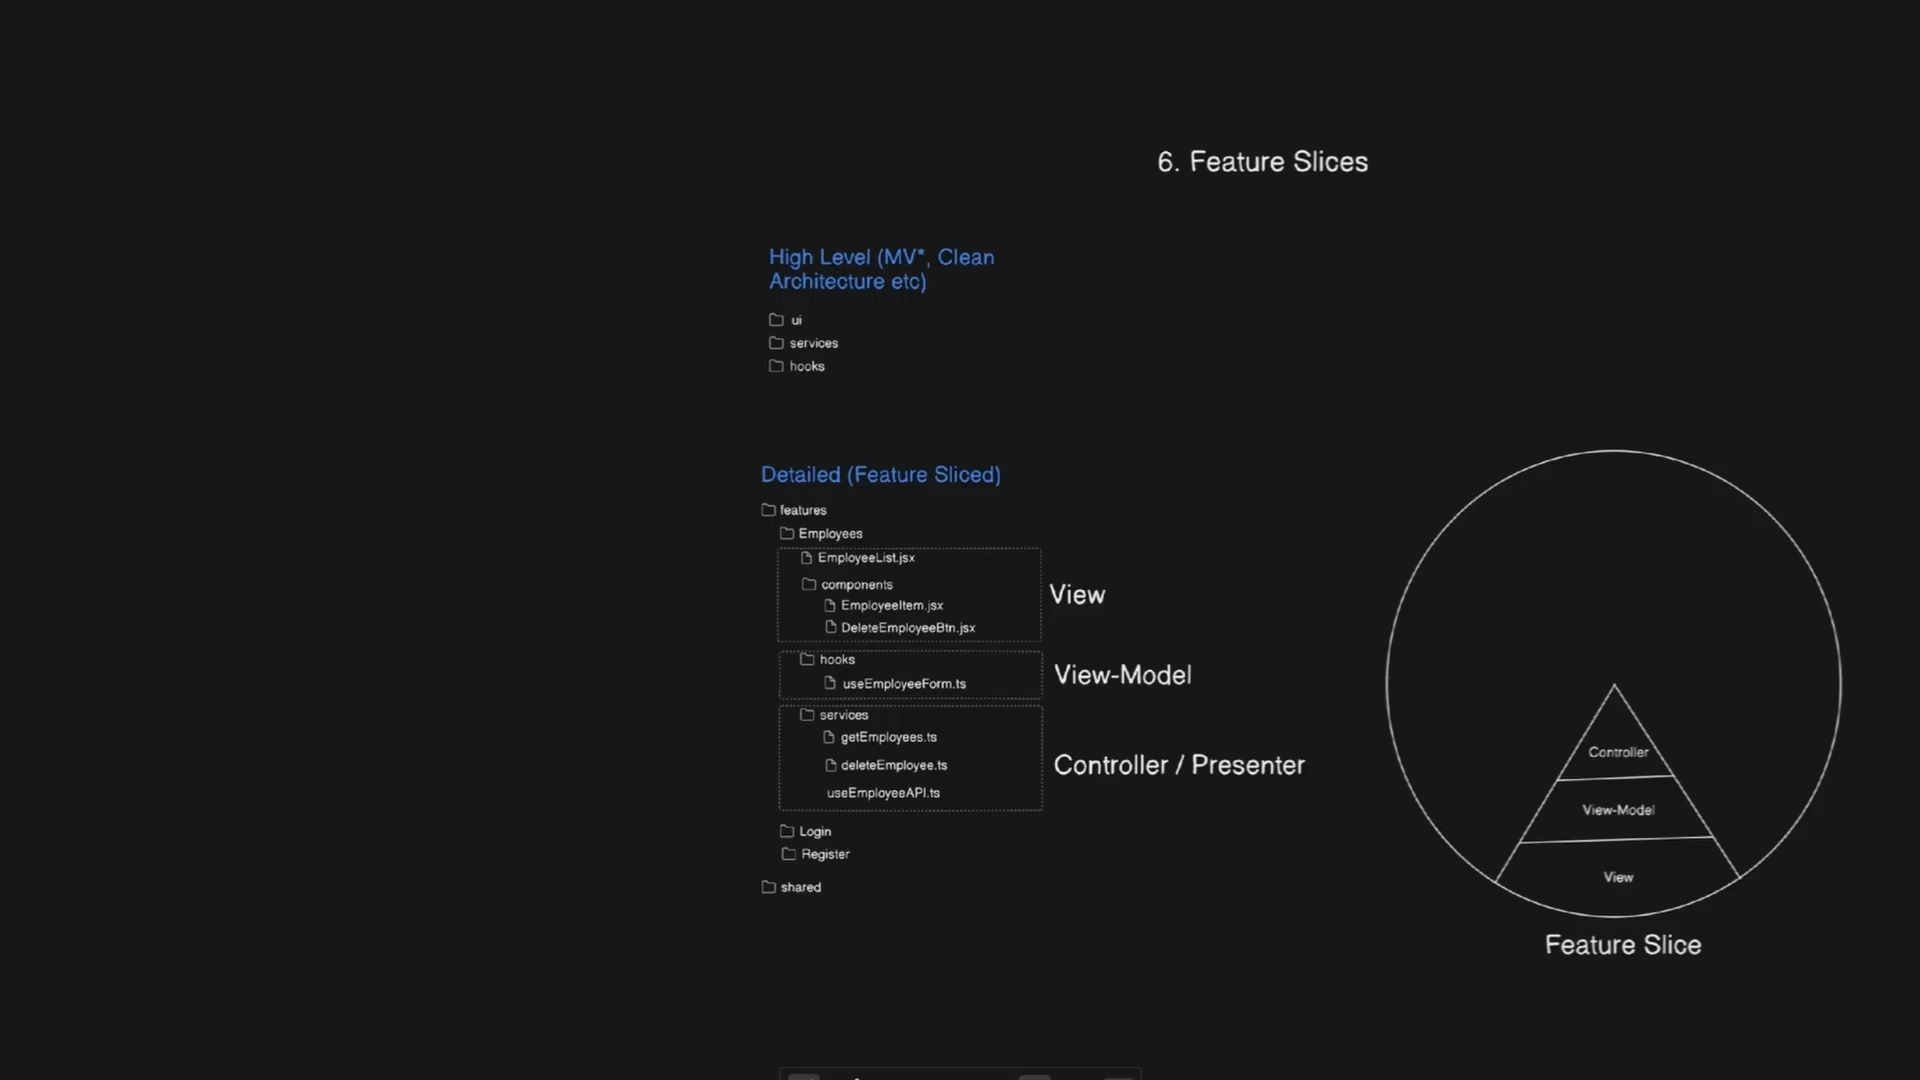 6. Feature Slices
High Level (MV*, Clean
Architecture etc)
ui
services
hooks
Detailed (Feature Sliced)
features
Employees
EmployeeList.jsx
components
EmployeeItem.jsx
DeleteEmployeeBtn.jsx
View
hooks
useEmployeeForm.ts
View-Model
services
getEmployees.ts
deleteEmployee.ts
useEmployeeAPI.ts
Controller / Presenter
Login
Register
shared
Controller
View-Model
View
Feature Slice